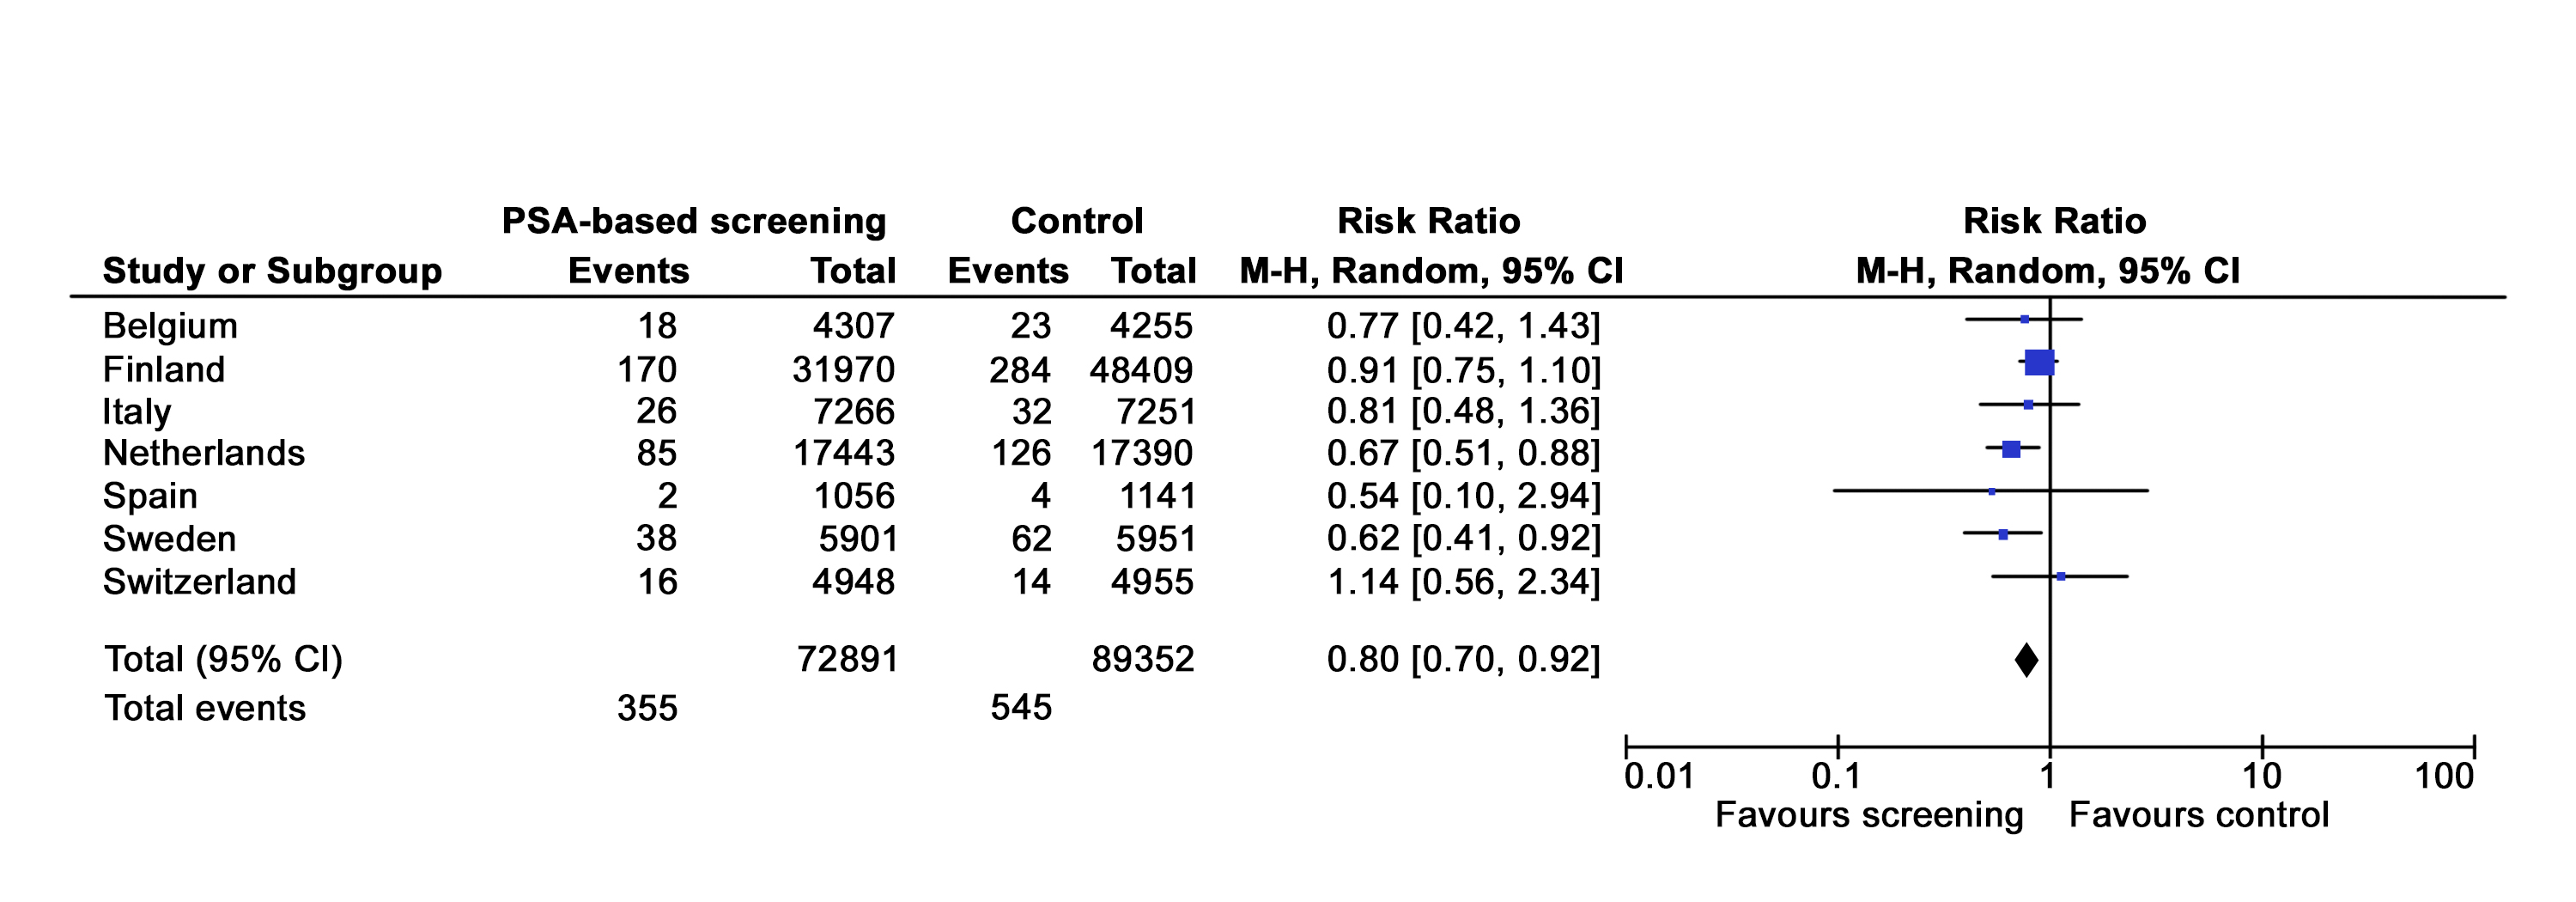 PSA-based screening Control Risk Ratio Risk Ratio
Study or Subgroup Events Total Events Total M-H, Random, 95% CI M-H, Random, 95% CI
Belgium 18 4307 23 4255 0.77 [0.42, 1.43]
Finland 170 31970 284 48409 0.91 [0.75, 1.10]
Italy 26 7266 32 7251 0.81 [0.48, 1.36]
Netherlands 85 17443 126 17390 0.67 [0.51, 0.88]
Spain 2 1056 4 1141 0.54 [0.10, 2.94]
Sweden 38 5901 62 5951 0.62 [0.41, 0.92]
Switzerland 16 4948 14 4955 1.14 [0.56, 2.34]
Total (95% CI) 72891 89352 0.80 [0.70, 0.92]
Total events 355 545
0.01 0.1 1 10 100
Favours screening Favours control